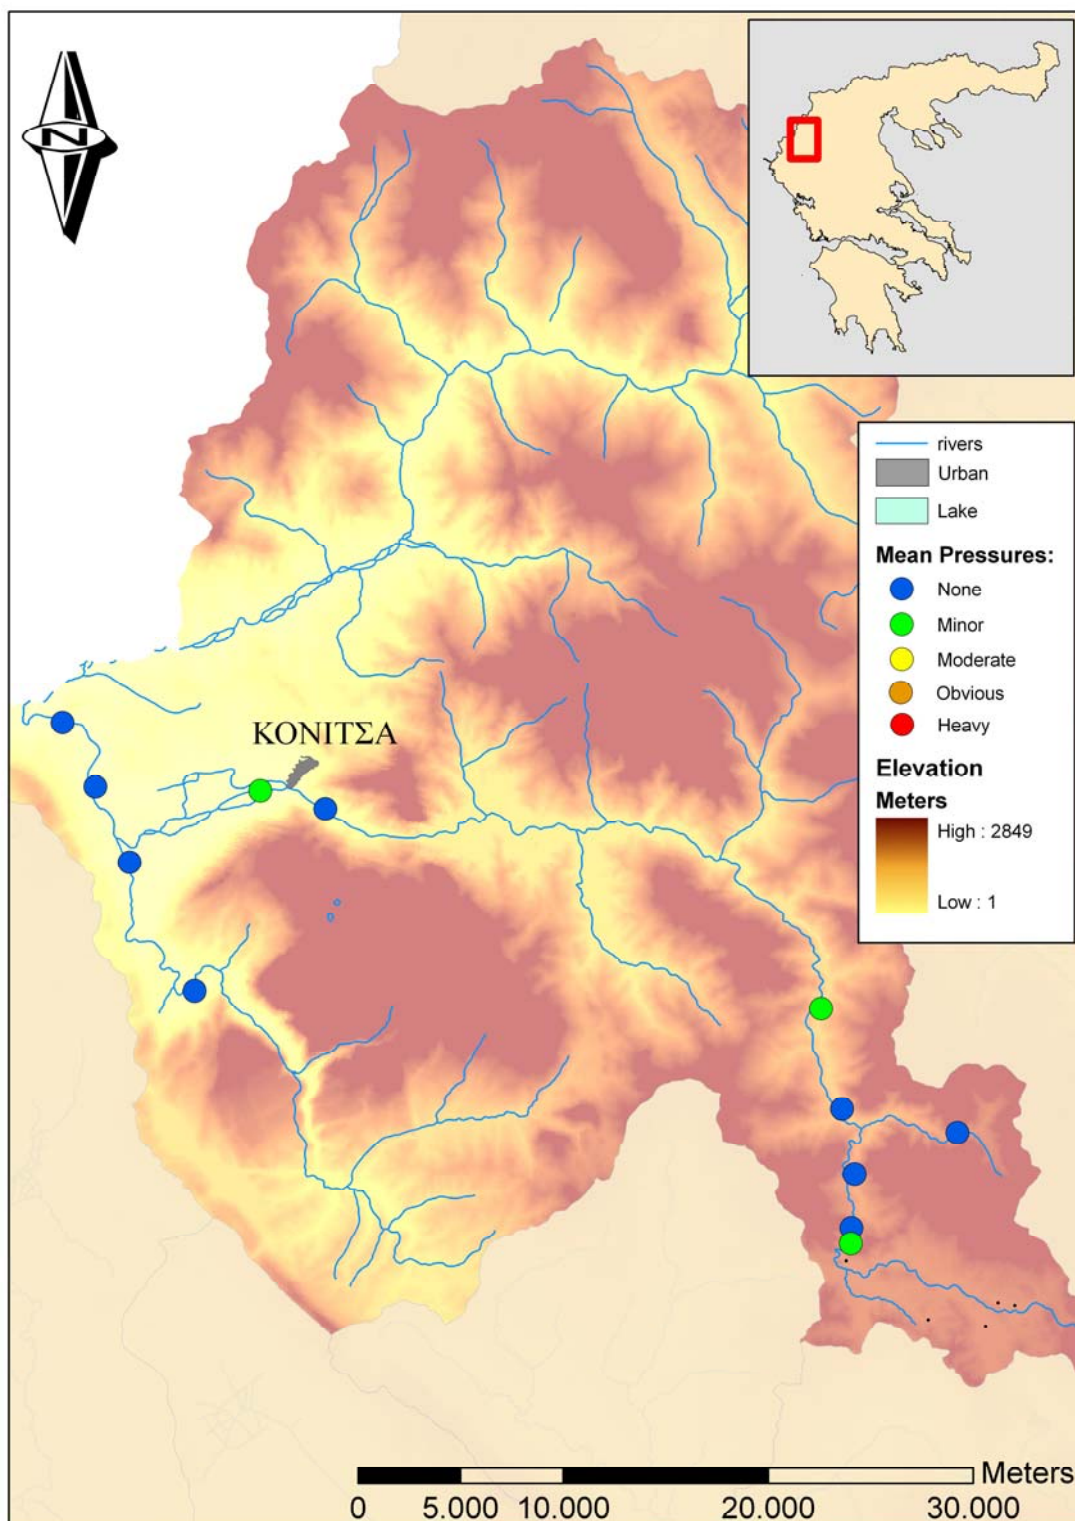 N
rivers
Urban
Lake
Mean Pressures:
None
Minor
Moderate
Obvious
Heavy
Elevation
Meters
High : 2849
Low : 1
ΚΟΝΙΤΣΑ
Meters
0 5.000 10.000 20.000 30.000